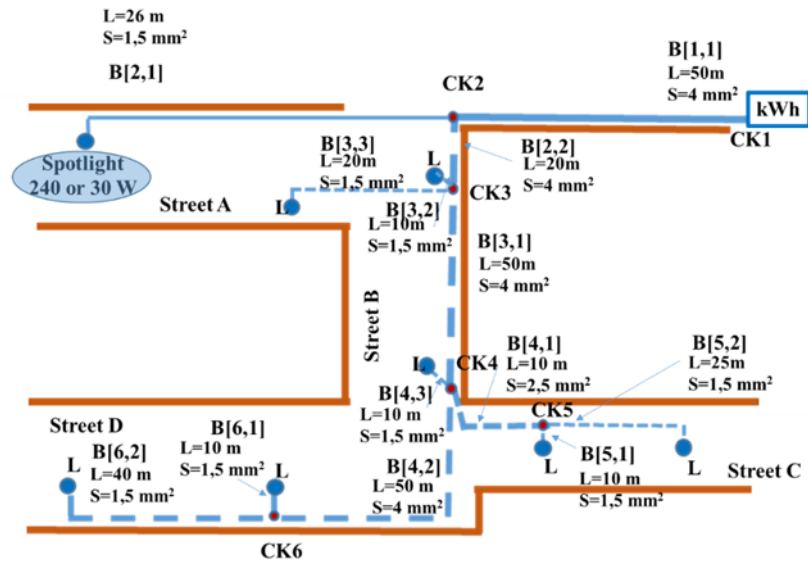 L=26 m
S=1,5 mm²
B[2,1]
CK2
B[1,1]
L=50m
S=4 mm²
kWh
CK1
Spotlight
240 or 30 W
B[3,3]
L=20m
S=1,5 mm²
L
L
B[2,2]
L=20m
S=4 mm²
CK3
B[3,2]
L=10m
S=1,5 mm²
Street A
B[3,1]
L=50m
S=4 mm²
Street B
L
CK4
B[4,1]
L=10 m
S=2,5 mm²
B[5,2]
L=25m
S=1,5 mm²
B[4,3]
L=10 m
S=1,5 mm²
CK5
Street D
B[6,2]
L=40 m
S=1,5 mm²
L
B[6,1]
L=10 m
S=1,5 mm²
L
B[4,2]
L=50 m
S=4 mm²
L
B[5,1]
L=10 m
S=1,5 mm²
L
Street C
CK6